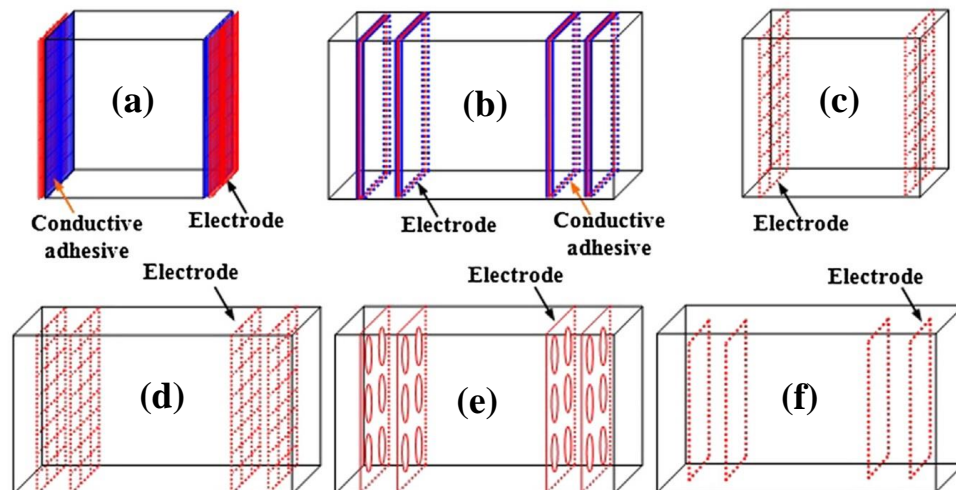 (a)
Conductive
adhesive
Electrode
(b)
Electrode
Conductive
adhesive
(c)
Electrode
Electrode
(d)
Electrode
(e)
Electrode
(f)